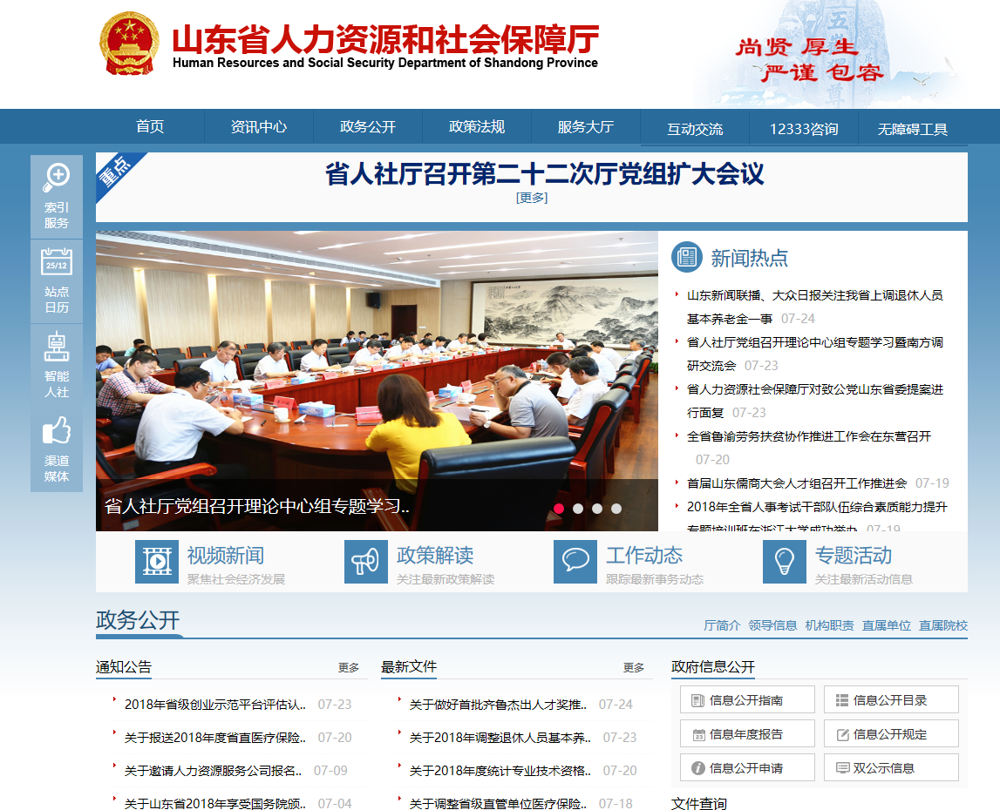 山东省人力资源和社会保障厅
Human Resources and Social Security Department of Shandong Province
尚贤 厚生
严谨 包容
首页 资讯中心 政务公开 政策法规 服务大厅 互动交流 12333咨询 无障碍工具
重点
省人社厅召开第二十二次厅党组扩大会议
[更多]
索引
服务
25/12
站点
日历
智能
人社
渠道
媒体
省人社厅党组召开理论中心组专题学习..
新闻热点
山东新闻联播、大众日报关注我省上调退休人员
基本养老金一事 07-24
省人社厅党组召开理论中心组专题学习暨南方调
研交流会 07-23
省人力资源社会保障厅对致公党山东省委提案进
行面复 07-23
全省鲁渝劳务扶贫协作推进工作会在东营召开
07-20
首届山东儒商大会人才组召开工作推进会 07-19
2018年全省人事考试干部队伍综合素质能力提升
专题培训班在浙江大学成功举办 07-19
视频新闻
聚焦社会经济发展
政策解读
关注最新政策解读
工作动态
跟踪最新事务动态
专题活动
关注最新活动信息
政务公开
厅简介 领导信息 机构职责 直属单位 直属院校
通知公告 更多
2018年省级创业示范平台评估认.. 07-23
关于报送2018年度省直医疗保险.. 07-20
关于邀请人力资源服务公司报名.. 07-09
关于山东省2018年享受国务院颁.. 07-04
最新文件 更多
关于做好首批齐鲁杰出人才奖推.. 07-24
关于2018年调整退休人员基本养.. 07-23
关于2018年度统计专业技术资格.. 07-20
关于调整省级直管单位医疗保险.. 07-18
政府信息公开
信息公开指南 信息公开目录
信息年度报告 信息公开规定
信息公开申请 双公示信息
文件查询